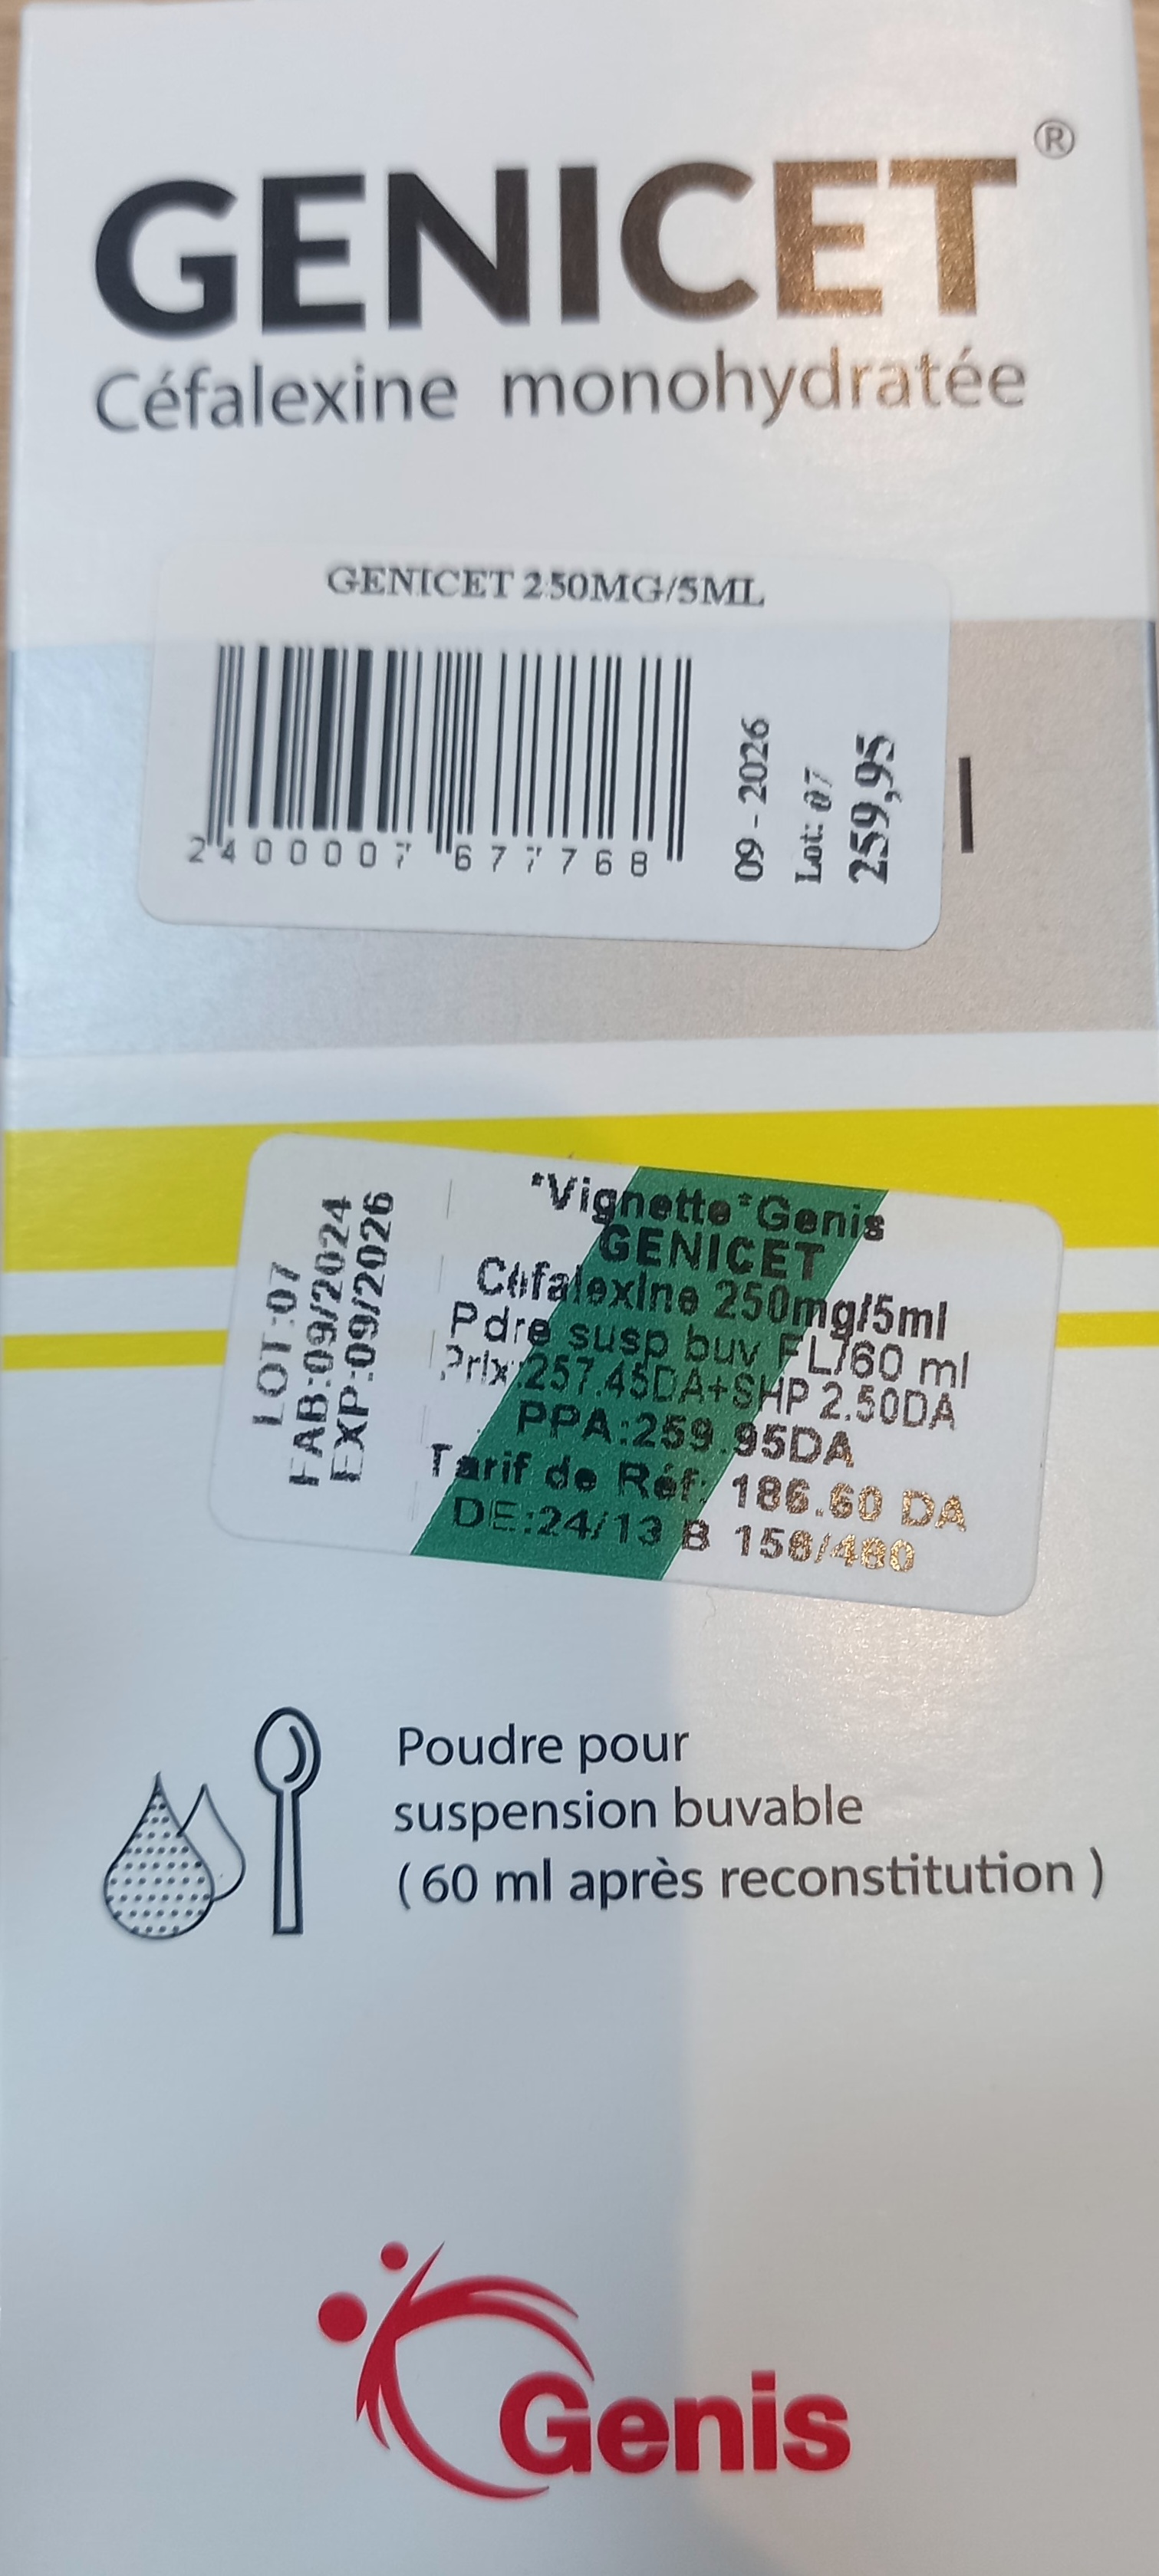 GENICET®
Céfalexine monohydratée
GENICET 250MG/5ML
2 400007 677768
09 - 2026
Lot: 07
259,95
LOT:07
FAB:09/2024
EXP:09/2026
*Vignette*Genis
GENICET
Céfalexine 250mg/5ml
Pdre susp buv FL/60 ml
Prix:257.45DA+SHP 2.50DA
PPA:259.95DA
Tarif de Réf: 186.60 DA
DE:24/13 B 156/480
Poudre pour
suspension buvable
( 60 ml après reconstitution )
Genis